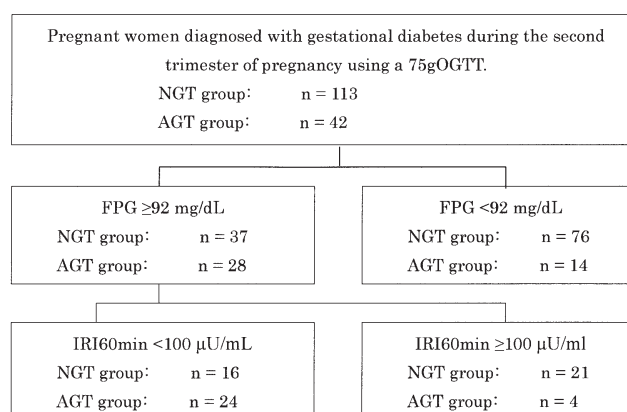 Pregnant women diagnosed with gestational diabetes during the second
trimester of pregnancy using a 75gOGTT.
NGT group: n = 113
AGT group: n = 42
FPG ≥92 mg/dL
NGT group: n = 37
AGT group: n = 28
FPG <92 mg/dL
NGT group: n = 76
AGT group: n = 14
IRI60min <100 µU/mL
NGT group: n = 16
AGT group: n = 24
IRI60min ≥100 µU/ml
NGT group: n = 21
AGT group: n = 4